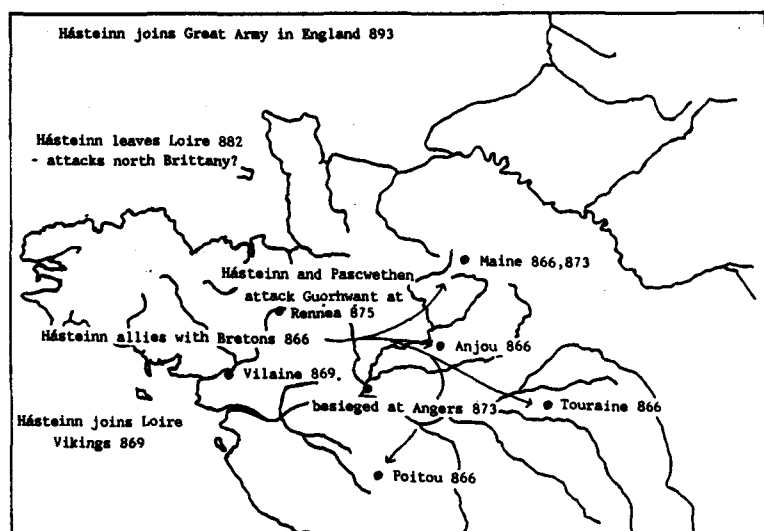 Hásteinn joins Great Army in England 893
Hásteinn leaves Loire 882
- attacks north Brittany?
Maine 866,873
Hásteinn and Pascwethen
attack Guorhwant at
Rennea 875
Hásteinn allies with Bretons 866
Anjou 866
Vilaine 869.
besieged at Angers 873
Touraine 866
Hásteinn joins Loire
Vikings 869
Poitou 866